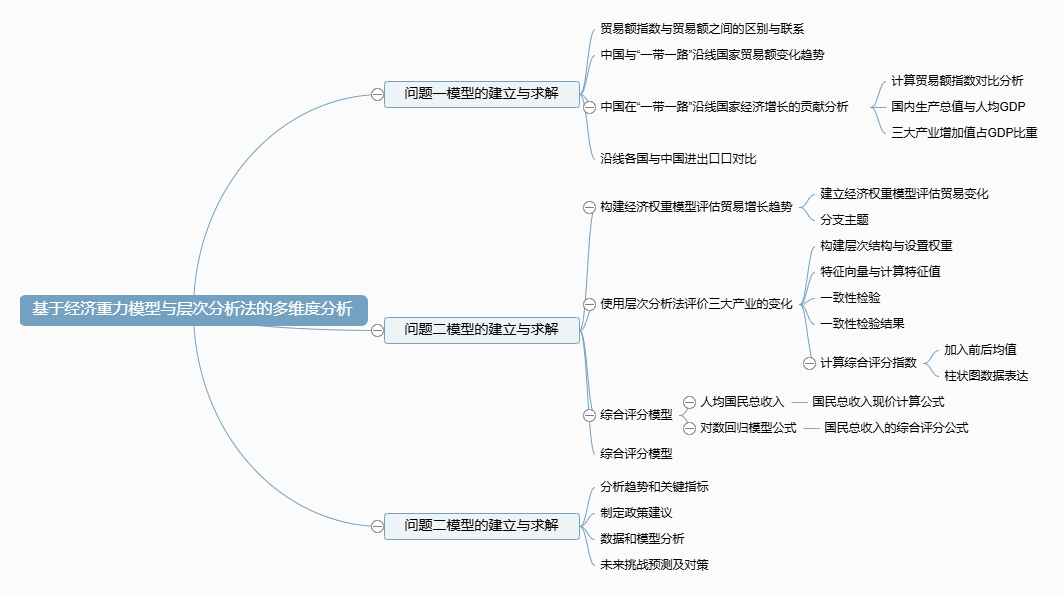 基于经济重力模型与层次分析法的多维度分析
问题一模型的建立与求解
贸易额指数与贸易额之间的区别与联系
中国与“一带一路”沿线国家贸易额变化趋势
中国在“一带一路”沿线国家经济增长的贡献分析
计算贸易额指数对比分析
国内生产总值与人均GDP
三大产业增加值占GDP比重
沿线各国与中国进出口口对比
问题二模型的建立与求解
构建经济权重模型评估贸易增长趋势
建立经济权重模型评估贸易变化
分支主题
使用层次分析法评价三大产业的变化
构建层次结构与设置权重
特征向量与计算特征值
一致性检验
一致性检验结果
计算综合评分指数
加入前后均值
柱状图数据表达
综合评分模型
人均国民总收入
国民总收入现价计算公式
对数回归模型公式
国民总收入的综合评分公式
综合评分模型
问题二模型的建立与求解
分析趋势和关键指标
制定政策建议
数据和模型分析
未来挑战预测及对策